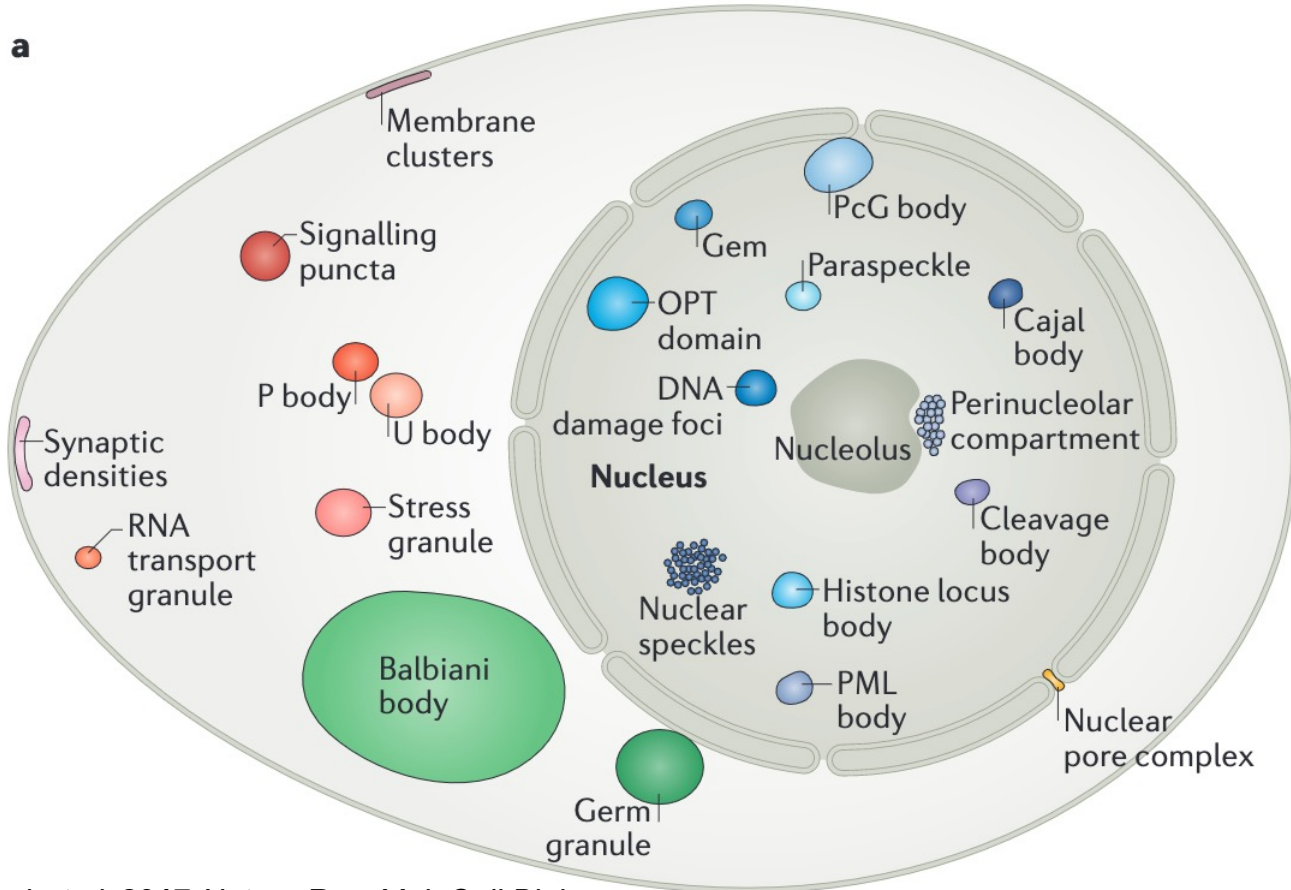 a
Membrane
clusters
Signalling
puncta
P body
U body
Synaptic
densities
RNA
transport
granule
Stress
granule
Balbiani
body
Germ
granule
PcG body
Gem
Paraspeckle
OPT
domain
Cajal
body
DNA
damage foci
Nucleolus
Perinucleolar
compartment
Nucleus
Cleavage
body
Nuclear
speckles
Histone locus
body
PML
body
Nuclear
pore complex